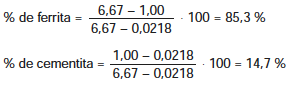 % de ferrita = (6,67 – 1,00) / (6,67 – 0,0218) · 100 = 85,3 %
% de cementita = (1,00 – 0,0218) / (6,67 – 0,0218) · 100 = 14,7 %